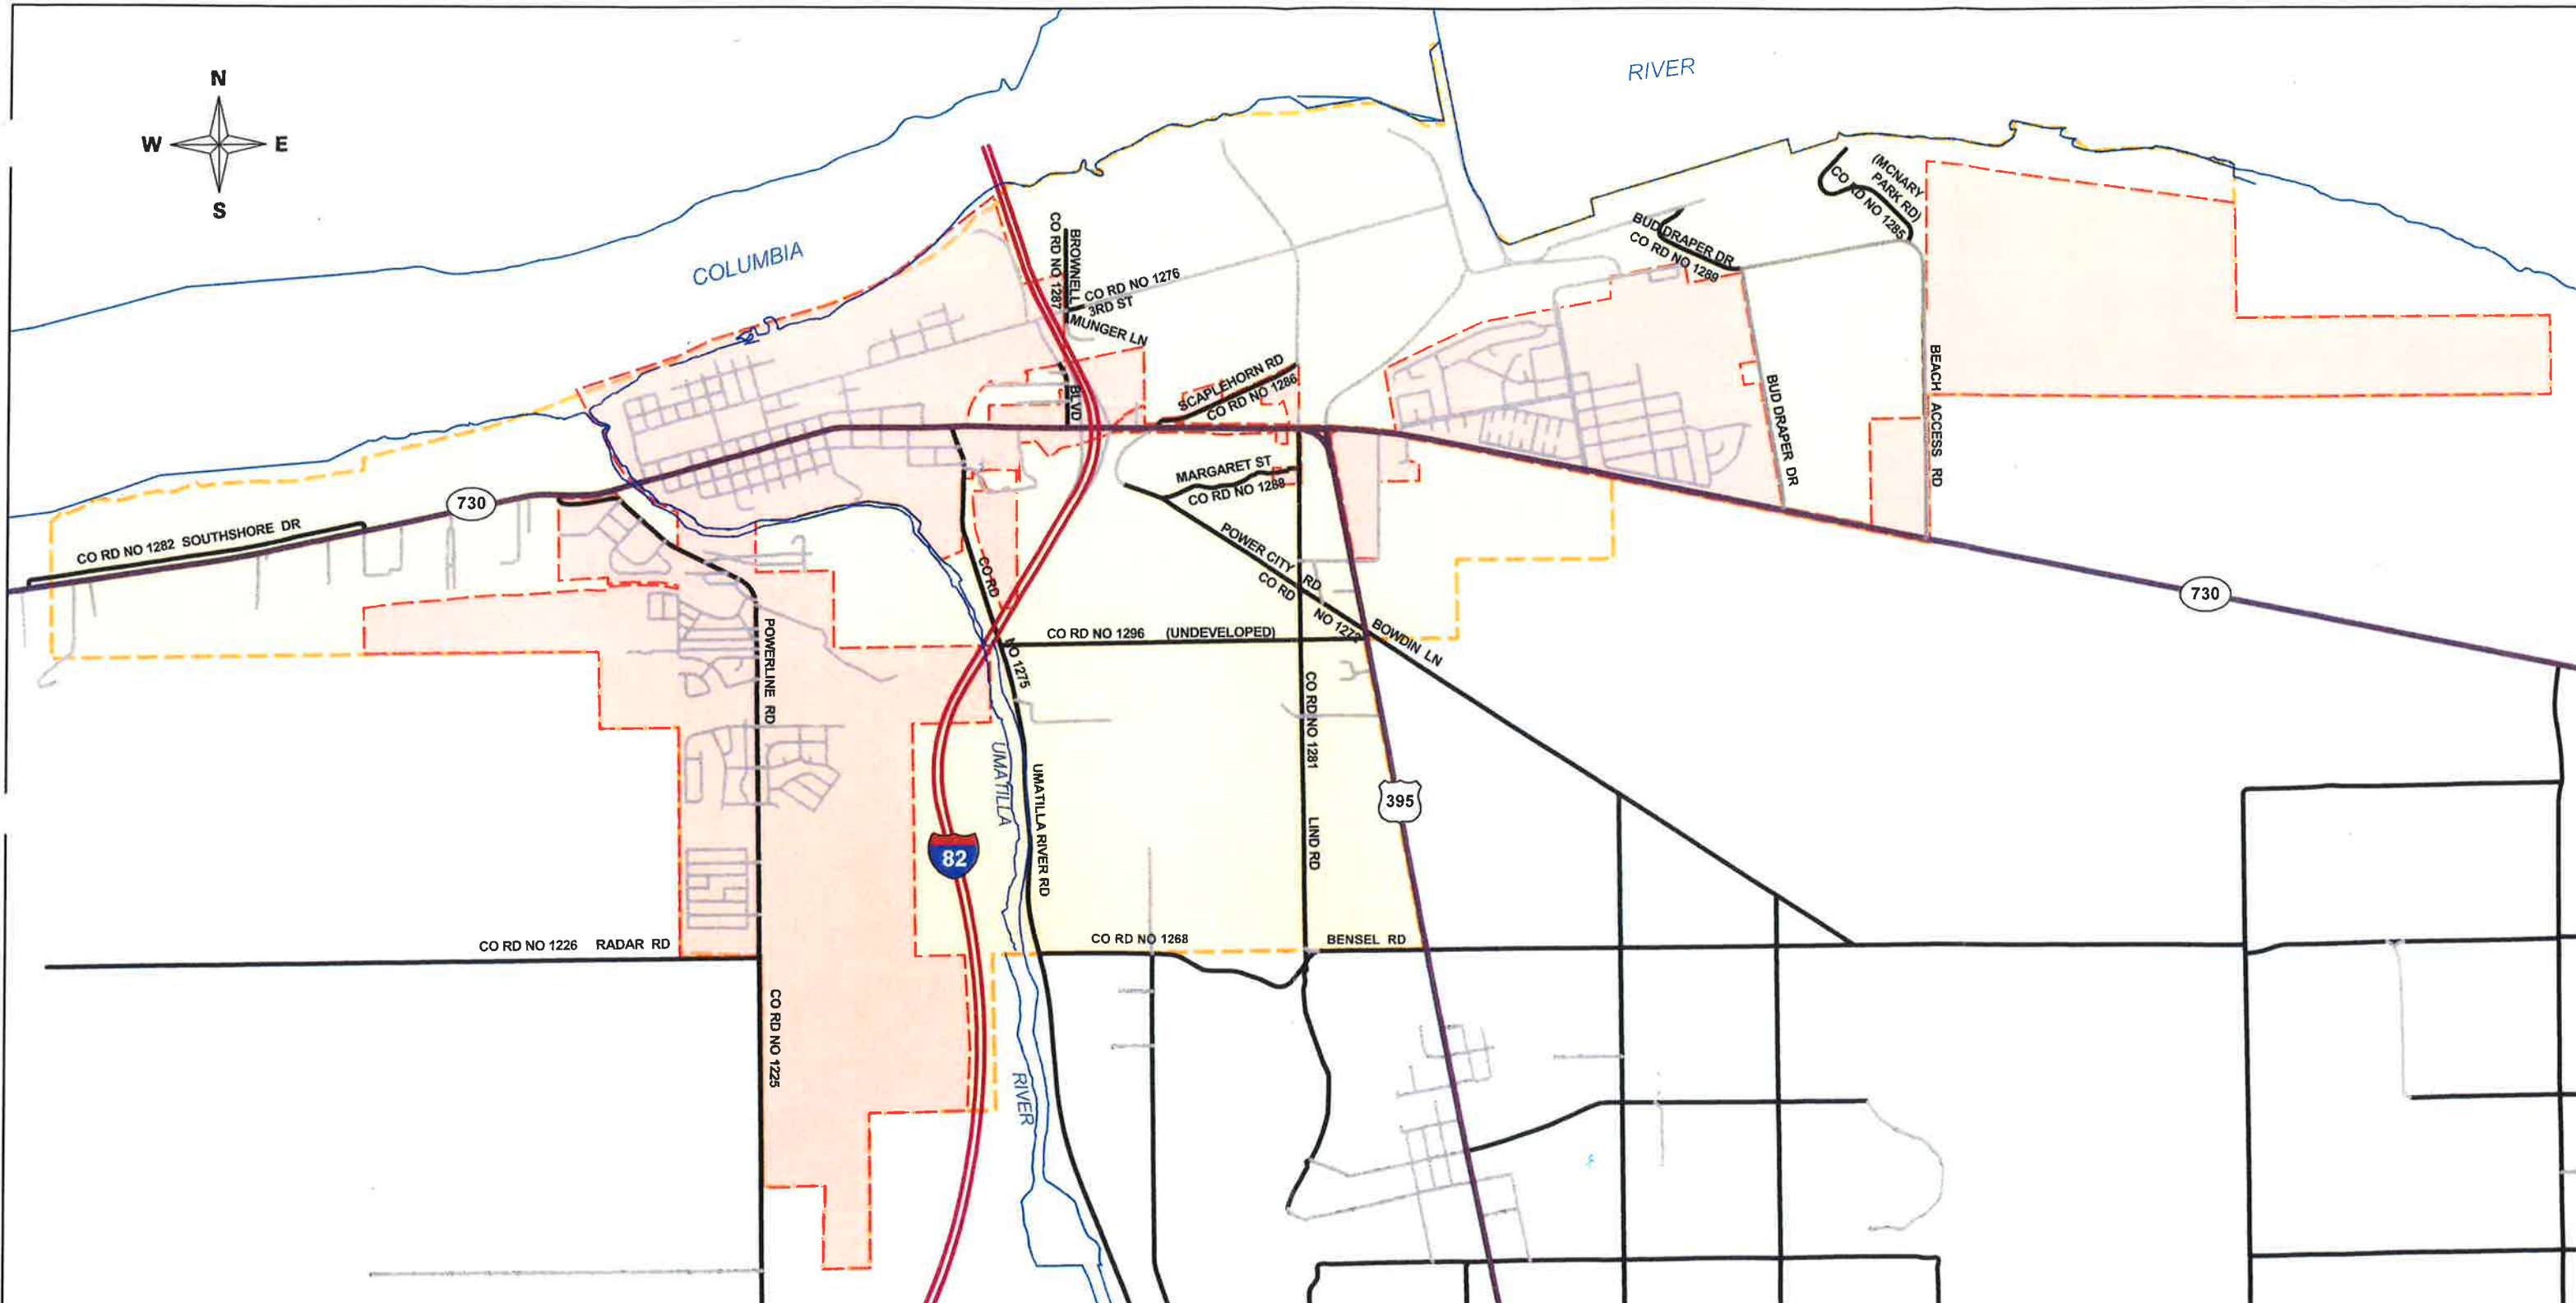 N
W
E
S
RIVER
COLUMBIA
(MCNARY
PARK RD)
CO RD NO 1285
BUD DRAPER DR
CO RD NO 1289
BROWNELL
CO RD NO 1287
CO RD NO 1276
3RD ST
MUNGER LN
BLVD
SCAPLEHORN RD
CO RD NO 1286
BUD DRAPER DR
BEACH ACCESS RD
MARGARET ST
CO RD NO 1288
730
CO RD NO 1282 SOUTHSHORE DR
POWER CITY RD
CO RD NO 1272
BOWDIN LN
CO RD
NO 1275
730
CO RD NO 1296 (UNDEVELOPED)
POWERLINE RD
CO RD NO 1281
LIND RD
UMATILLA
UMATILLA RIVER RD
395
82
CO RD NO 1226 RADAR RD
CO RD NO 1268
BENSEL RD
CO RD NO 1225
RIVER